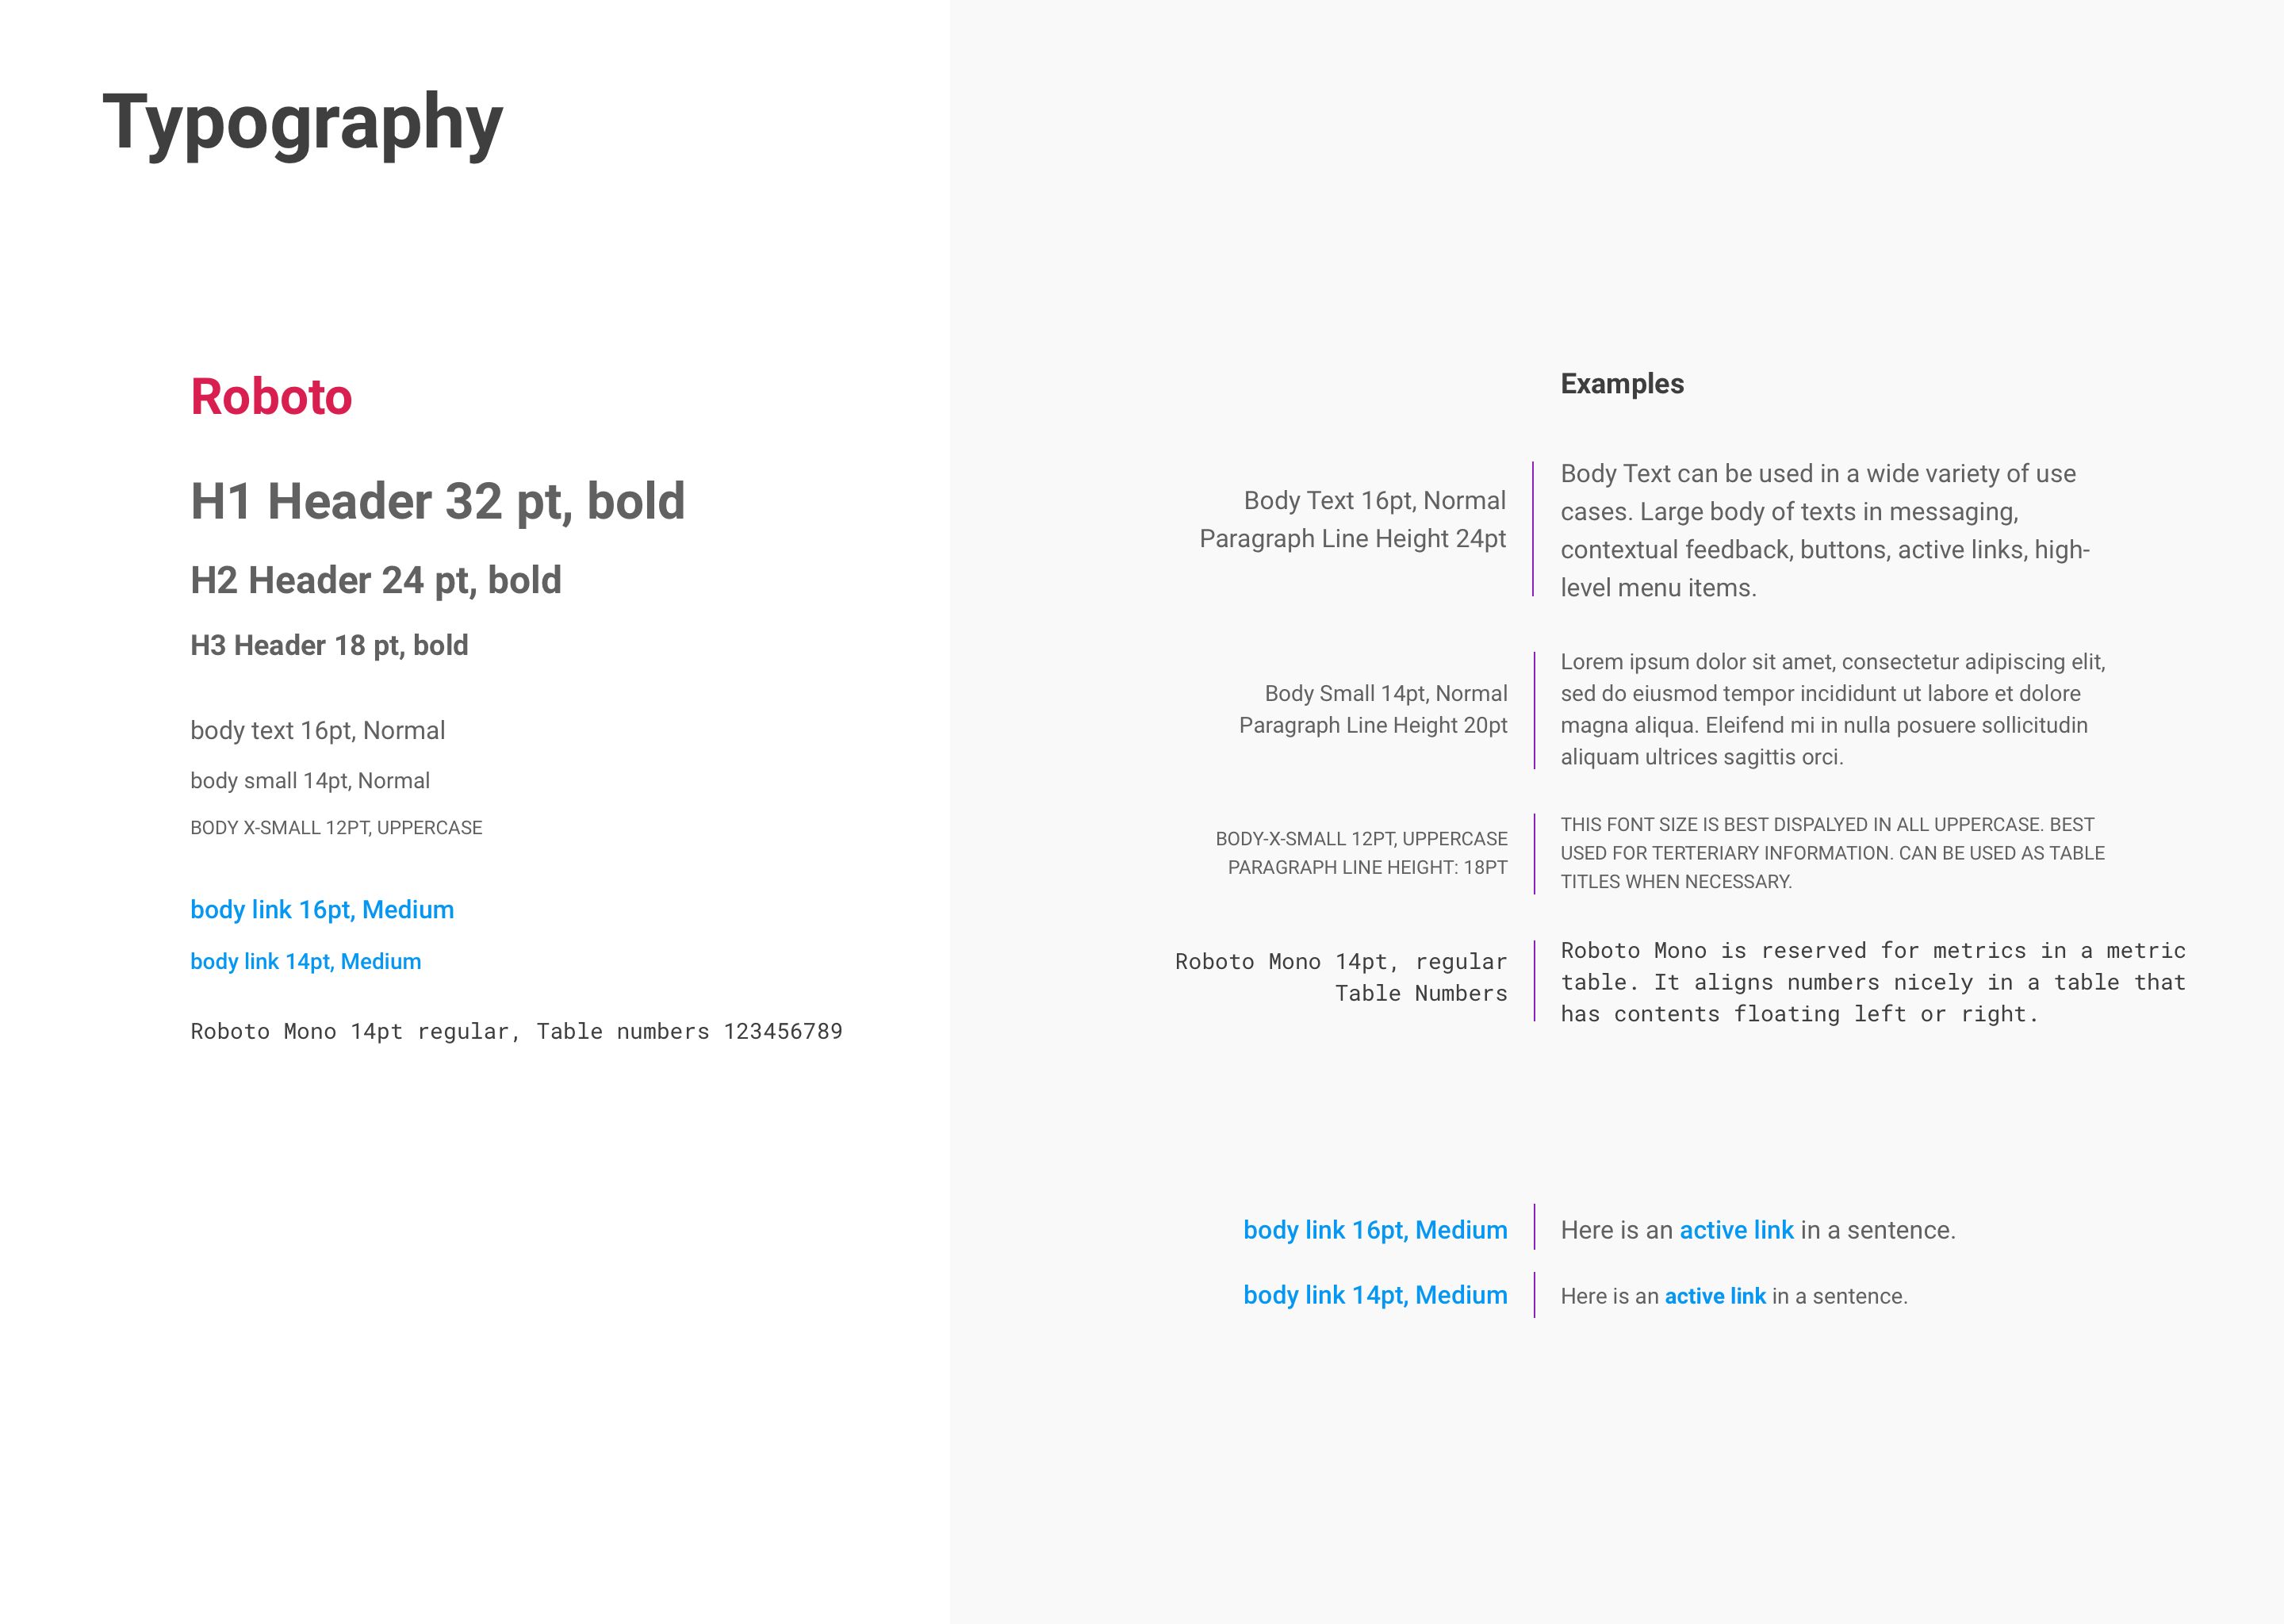 Typography
Roboto
H1 Header 32 pt, bold
H2 Header 24 pt, bold
H3 Header 18 pt, bold
body text 16pt, Normal
body small 14pt, Normal
BODY X-SMALL 12PT, UPPERCASE
body link 16pt, Medium
body link 14pt, Medium
Roboto Mono 14pt regular, Table numbers 123456789
Examples
Body Text 16pt, Normal
Paragraph Line Height 24pt
Body Text can be used in a wide variety of use
cases. Large body of texts in messaging,
contextual feedback, buttons, active links, high-
level menu items.
Body Small 14pt, Normal
Paragraph Line Height 20pt
Lorem ipsum dolor sit amet, consectetur adipiscing elit,
sed do eiusmod tempor incididunt ut labore et dolore
magna aliqua. Eleifend mi in nulla posuere sollicitudin
aliquam ultrices sagittis orci.
BODY-X-SMALL 12PT, UPPERCASE
PARAGRAPH LINE HEIGHT: 18PT
THIS FONT SIZE IS BEST DISPALYED IN ALL UPPERCASE. BEST
USED FOR TERTERIARY INFORMATION. CAN BE USED AS TABLE
TITLES WHEN NECESSARY.
Roboto Mono 14pt, regular
Table Numbers
Roboto Mono is reserved for metrics in a metric
table. It aligns numbers nicely in a table that
has contents floating left or right.
body link 16pt, Medium
Here is an active link in a sentence.
body link 14pt, Medium
Here is an active link in a sentence.